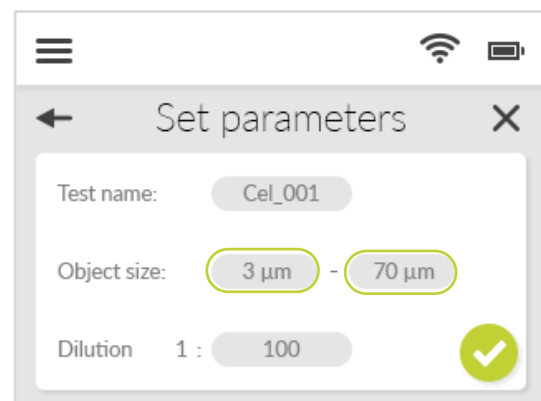 Set parameters
Test name: Cel_001
Object size: 3 µm - 70 µm
Dilution 1 : 100